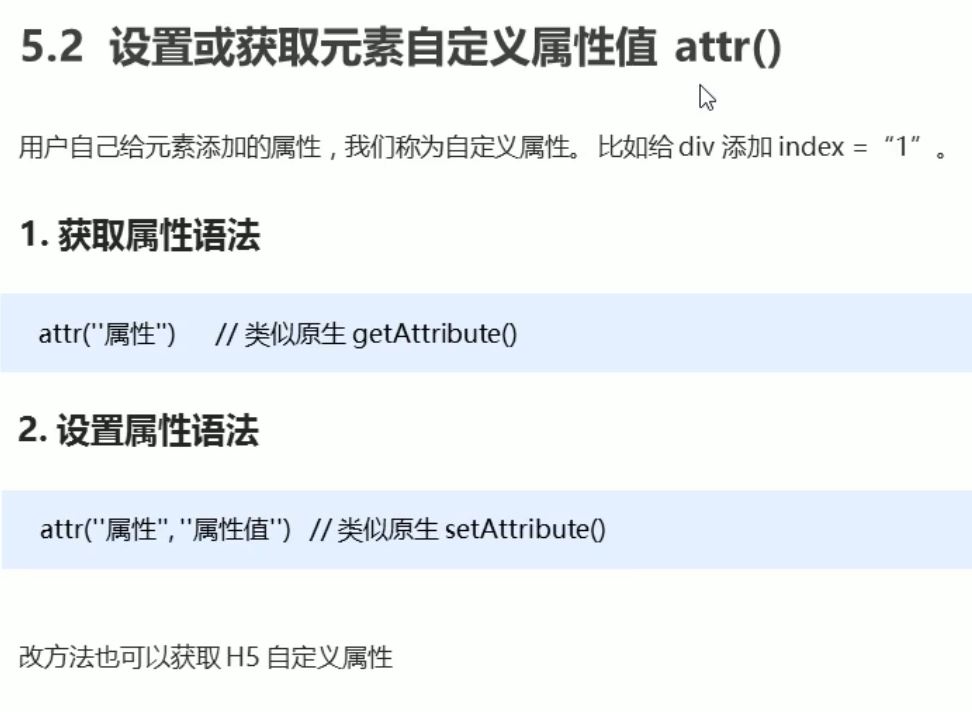 5.2 设置或获取元素自定义属性值 attr()
用户自己给元素添加的属性，我们称为自定义属性。 比如给 div 添加 index = “1”。
1. 获取属性语法
attr(''属性'') // 类似原生 getAttribute()
2. 设置属性语法
attr(''属性'', ''属性值'') // 类似原生 setAttribute()
改方法也可以获取 H5 自定义属性